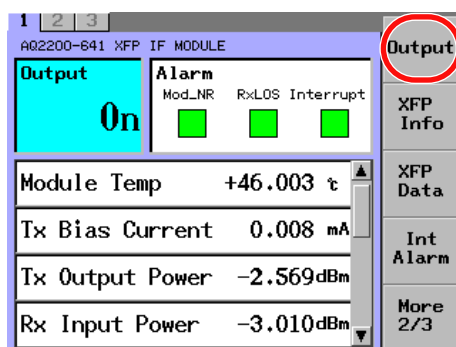 1 2 3
AQ2200-641 XFP IF MODULE
Output
On
Alarm
Mod_NR RxLOS Interrupt
Module Temp +46.003 ℃
Tx Bias Current 0.008 mA
Tx Output Power -2.569dBm
Rx Input Power -3.010dBm
Output
XFP
Info
XFP
Data
Int
Alarm
More
2/3